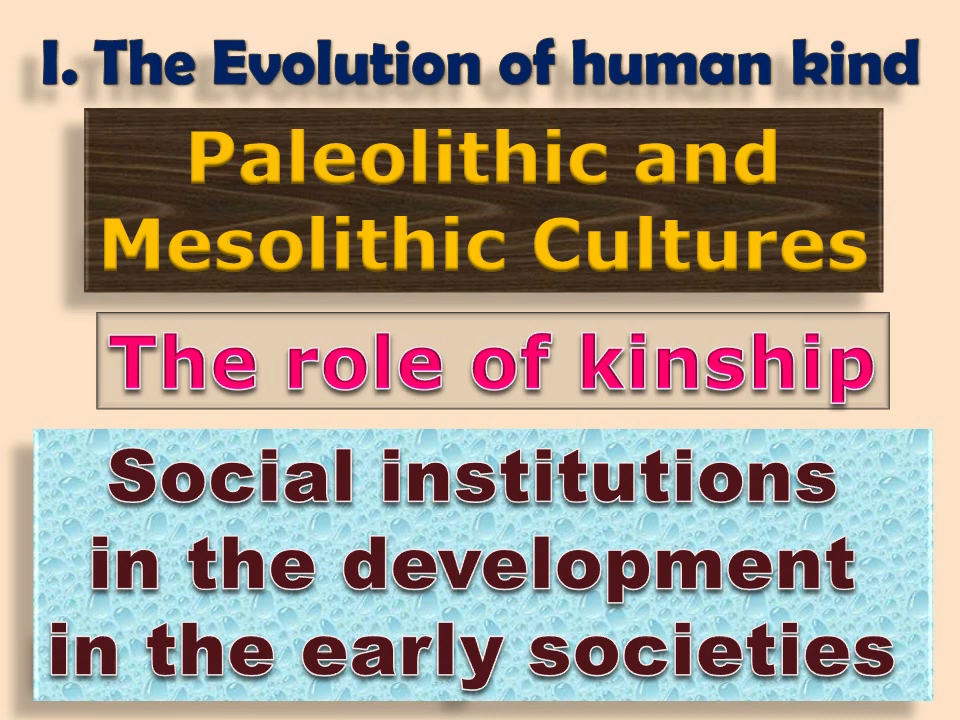 I. The Evolution of human kind
Paleolithic and
Mesolithic Cultures
The role of kinship
Social institutions
in the development
in the early societies